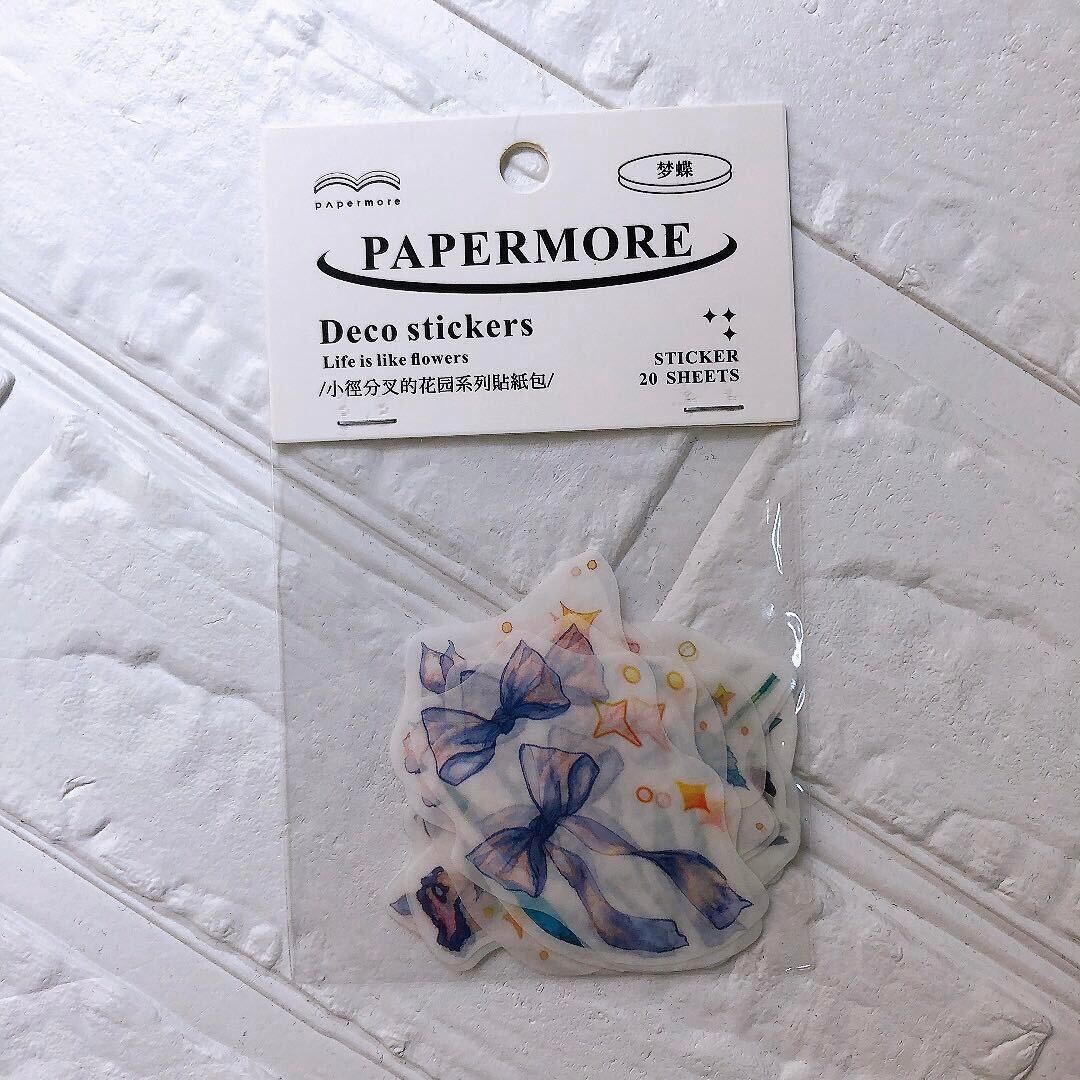 pʌpermore
梦蝶
PAPERMORE
Deco stickers
Life is like flowers
/小徑分叉的花园系列貼紙包/
STICKER
20 SHEETS